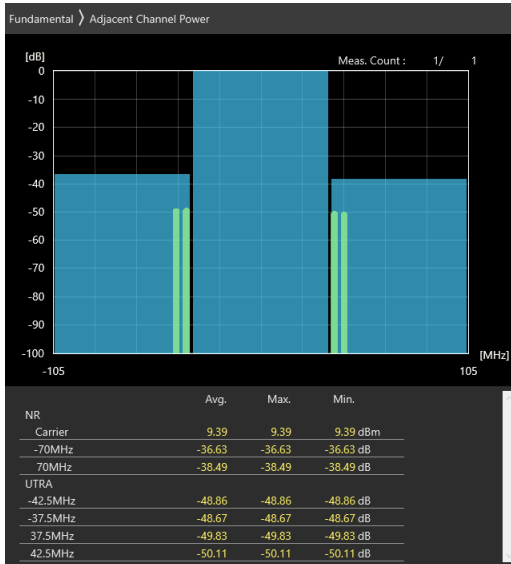 Fundamental 〉 Adjacent Channel Power
[dB]
Meas. Count : 1/ 1
0
-10
-20
-30
-40
-50
-60
-70
-80
-90
-100
[MHz]
-105 105
Avg. Max. Min.
NR
Carrier 9.39 9.39 9.39 dBm
-70MHz -36.63 -36.63 -36.63 dB
70MHz -38.49 -38.49 -38.49 dB
UTRA
-42.5MHz -48.86 -48.86 -48.86 dB
-37.5MHz -48.67 -48.67 -48.67 dB
37.5MHz -49.83 -49.83 -49.83 dB
42.5MHz -50.11 -50.11 -50.11 dB